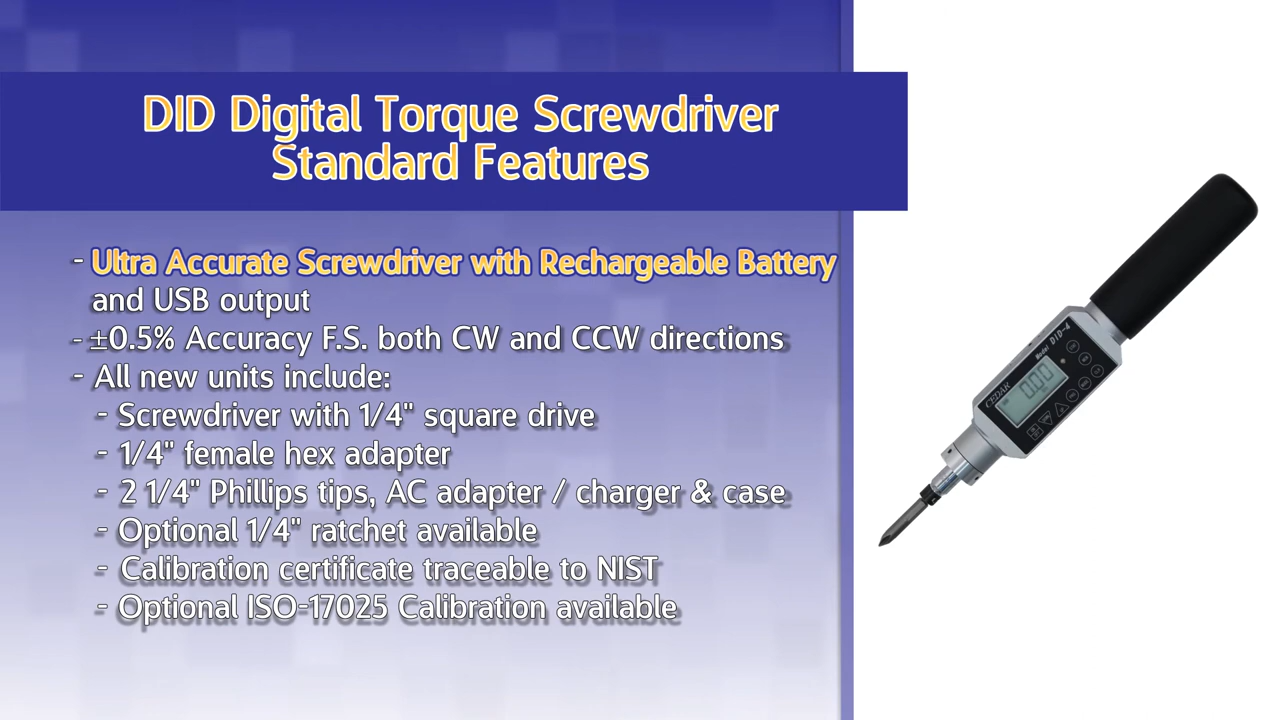 DID Digital Torque Screwdriver
Standard Features
- Ultra Accurate Screwdriver with Rechargeable Battery
and USB output
- ±0.5% Accuracy F.S. both CW and CCW directions
- All new units include:
- Screwdriver with 1/4" square drive
- 1/4" female hex adapter
- 2 1/4" Phillips tips, AC adapter / charger & case
- Optional 1/4" ratchet available
- Calibration certificate traceable to NIST
- Optional ISO-17025 Calibration available
Model DID-4
CEDAR